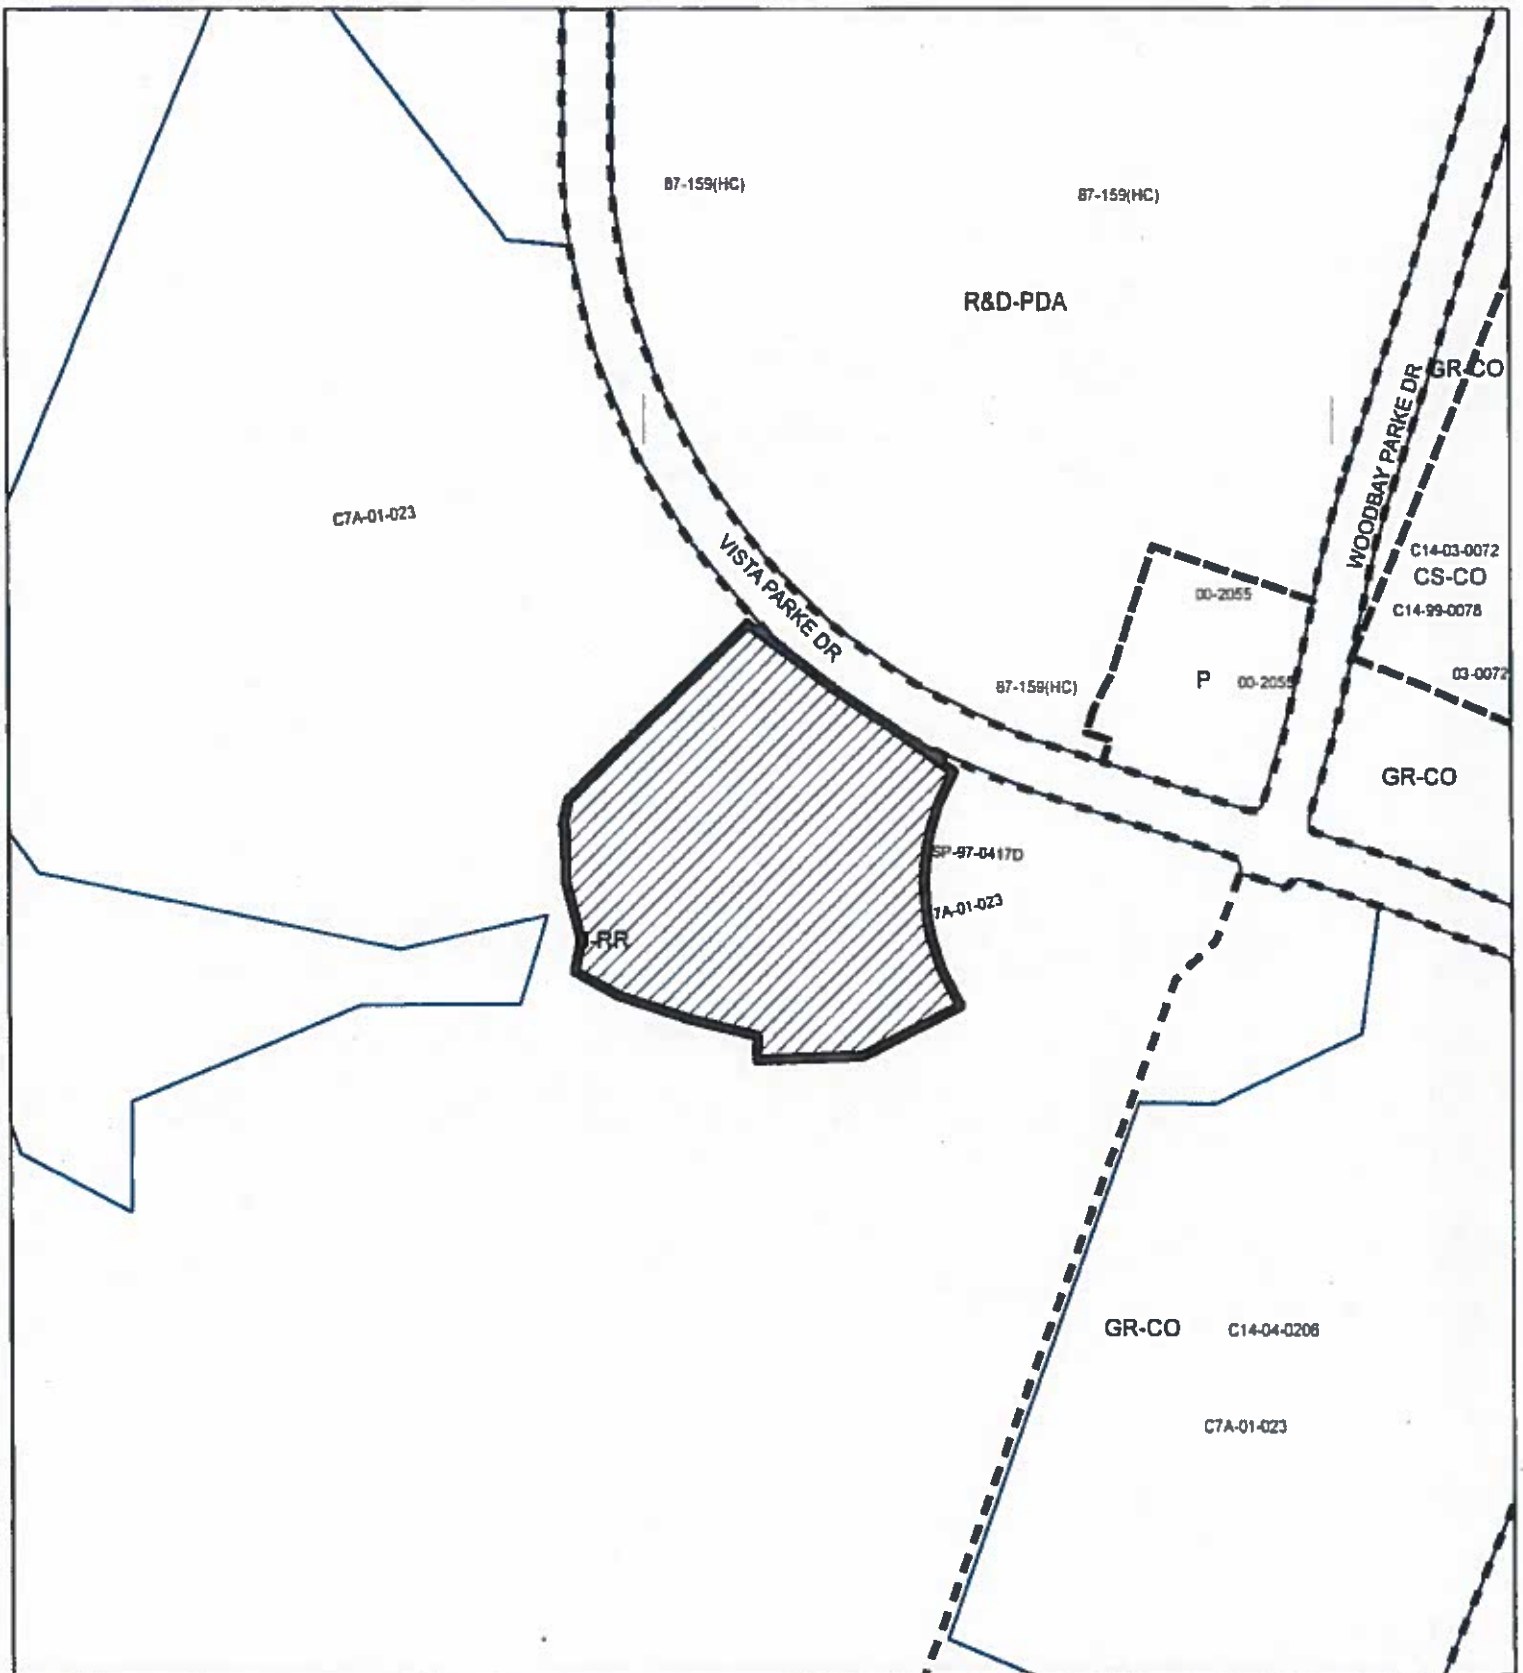 87-159(HC)
87-159(HC)
R&D-PDA
GR-CO
WOODBAY PARKE DR
C7A-01-023
VISTA PARKE DR
C14-03-0072
CS-CO
00-2055
C14-99-0078
03-0072
87-159(HC)
P
00-2055
GR-CO
SP-97-0417D
7A-01-023
I-RR
GR-CO
C14-04-0206
C7A-01-023